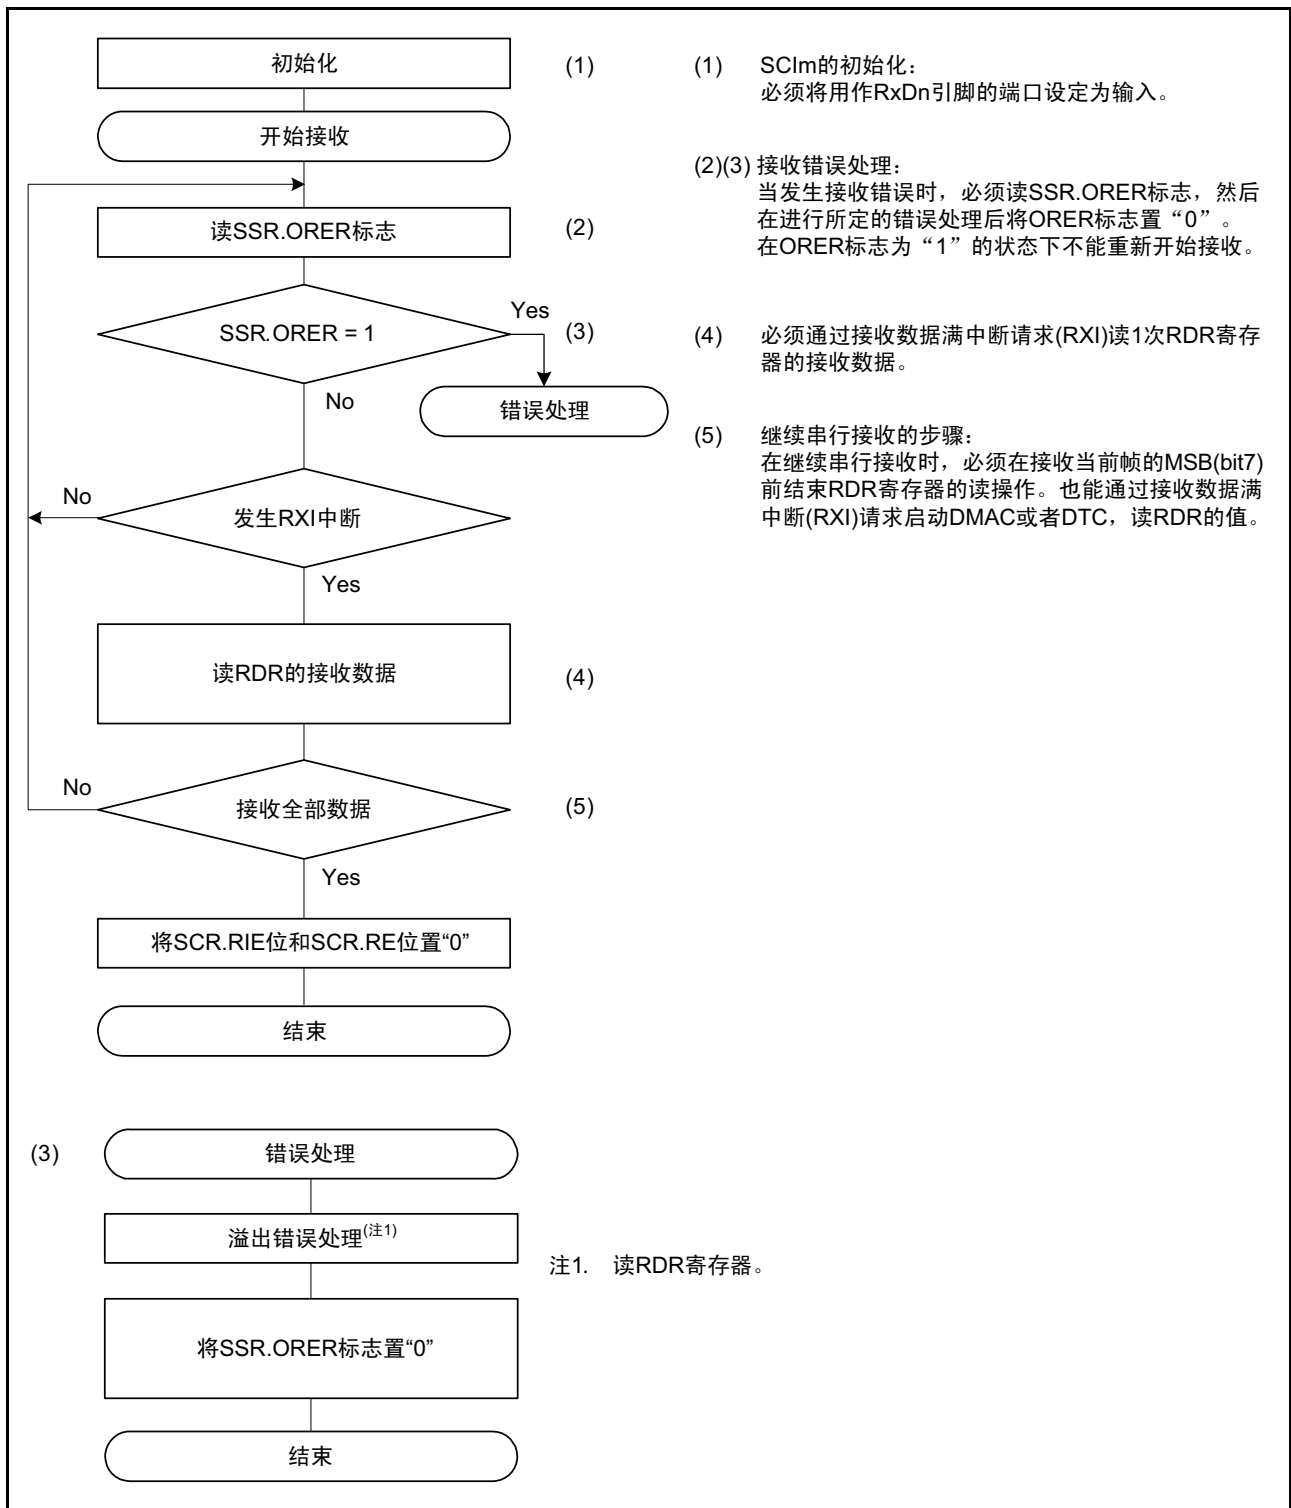 初始化
(1)
开始接收
读SSR.ORER标志
(2)
SSR.ORER = 1
Yes
(3)
No
错误处理
No
发生RXI中断
Yes
读RDR的接收数据
(4)
No
接收全部数据
(5)
Yes
将SCR.RIE位和SCR.RE位置“0”
结束
(1) SCIm的初始化：
必须将用作RxDn引脚的端口设定为输入。
(2)(3) 接收错误处理：
当发生接收错误时，必须读SSR.ORER标志，然后
在进行所定的错误处理后将ORER标志置“0”。
在ORER标志为“1”的状态下不能重新开始接收。
(4) 必须通过接收数据满中断请求(RXI)读1次RDR寄存
器的接收数据。
(5) 继续串行接收的步骤：
在继续串行接收时，必须在接收当前帧的MSB(bit7)
前结束RDR寄存器的读操作。也能通过接收数据满
中断(RXI)请求启动DMAC或者DTC，读RDR的值。
(3)
错误处理
溢出错误处理(注1)
注1. 读RDR寄存器。
将SSR.ORER标志置“0”
结束